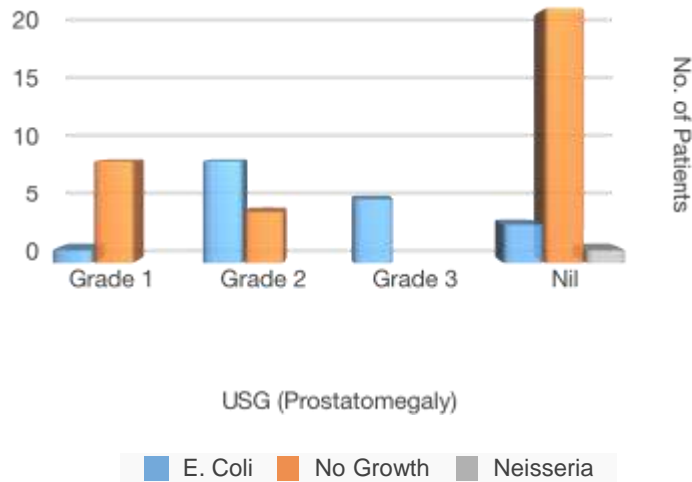 20
15
10
5
0
No. of Patients
Grade 1 Grade 2 Grade 3 Nil
USG (Prostatomegaly)
E. Coli No Growth Neisseria